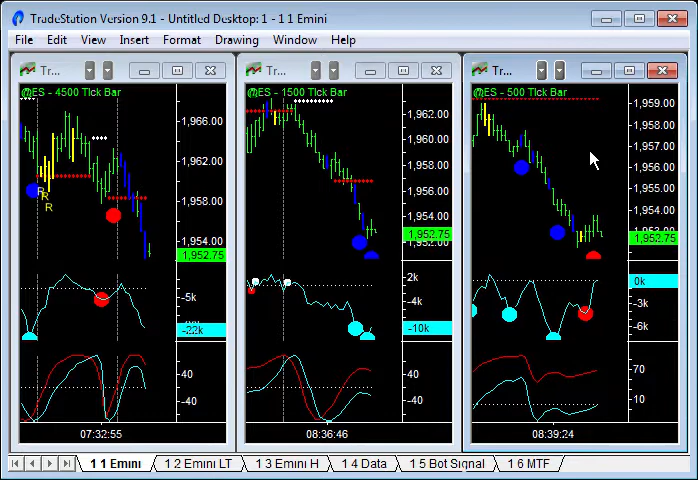 TradeStation Version 9.1 - Untitled Desktop: 1 - 1 1 Emini
File Edit View Insert Format Drawing Window Help
Tr...
@ES - 4500 Tick Bar
1,966.00
1,962.00
1,958.00
1,954.00
1,952.75
R
R
R
-5k
-22k
40
-40
07:32:55
Tr...
@ES - 1500 Tick Bar
1,962.00
1,960.00
1,958.00
1,956.00
1,954.00
1,952.75
2k
-4k
-10k
40
-40
08:36:46
Tr...
@ES - 500 Tick Bar
1,959.00
1,958.00
1,957.00
1,956.00
1,955.00
1,954.00
1,952.75
0k
-3k
-6k
70
10
08:39:24
1 1 Emini 1 2 Emini LT 1 3 Emini H 1 4 Data 1 5 Bot Signal 1 6 MTF